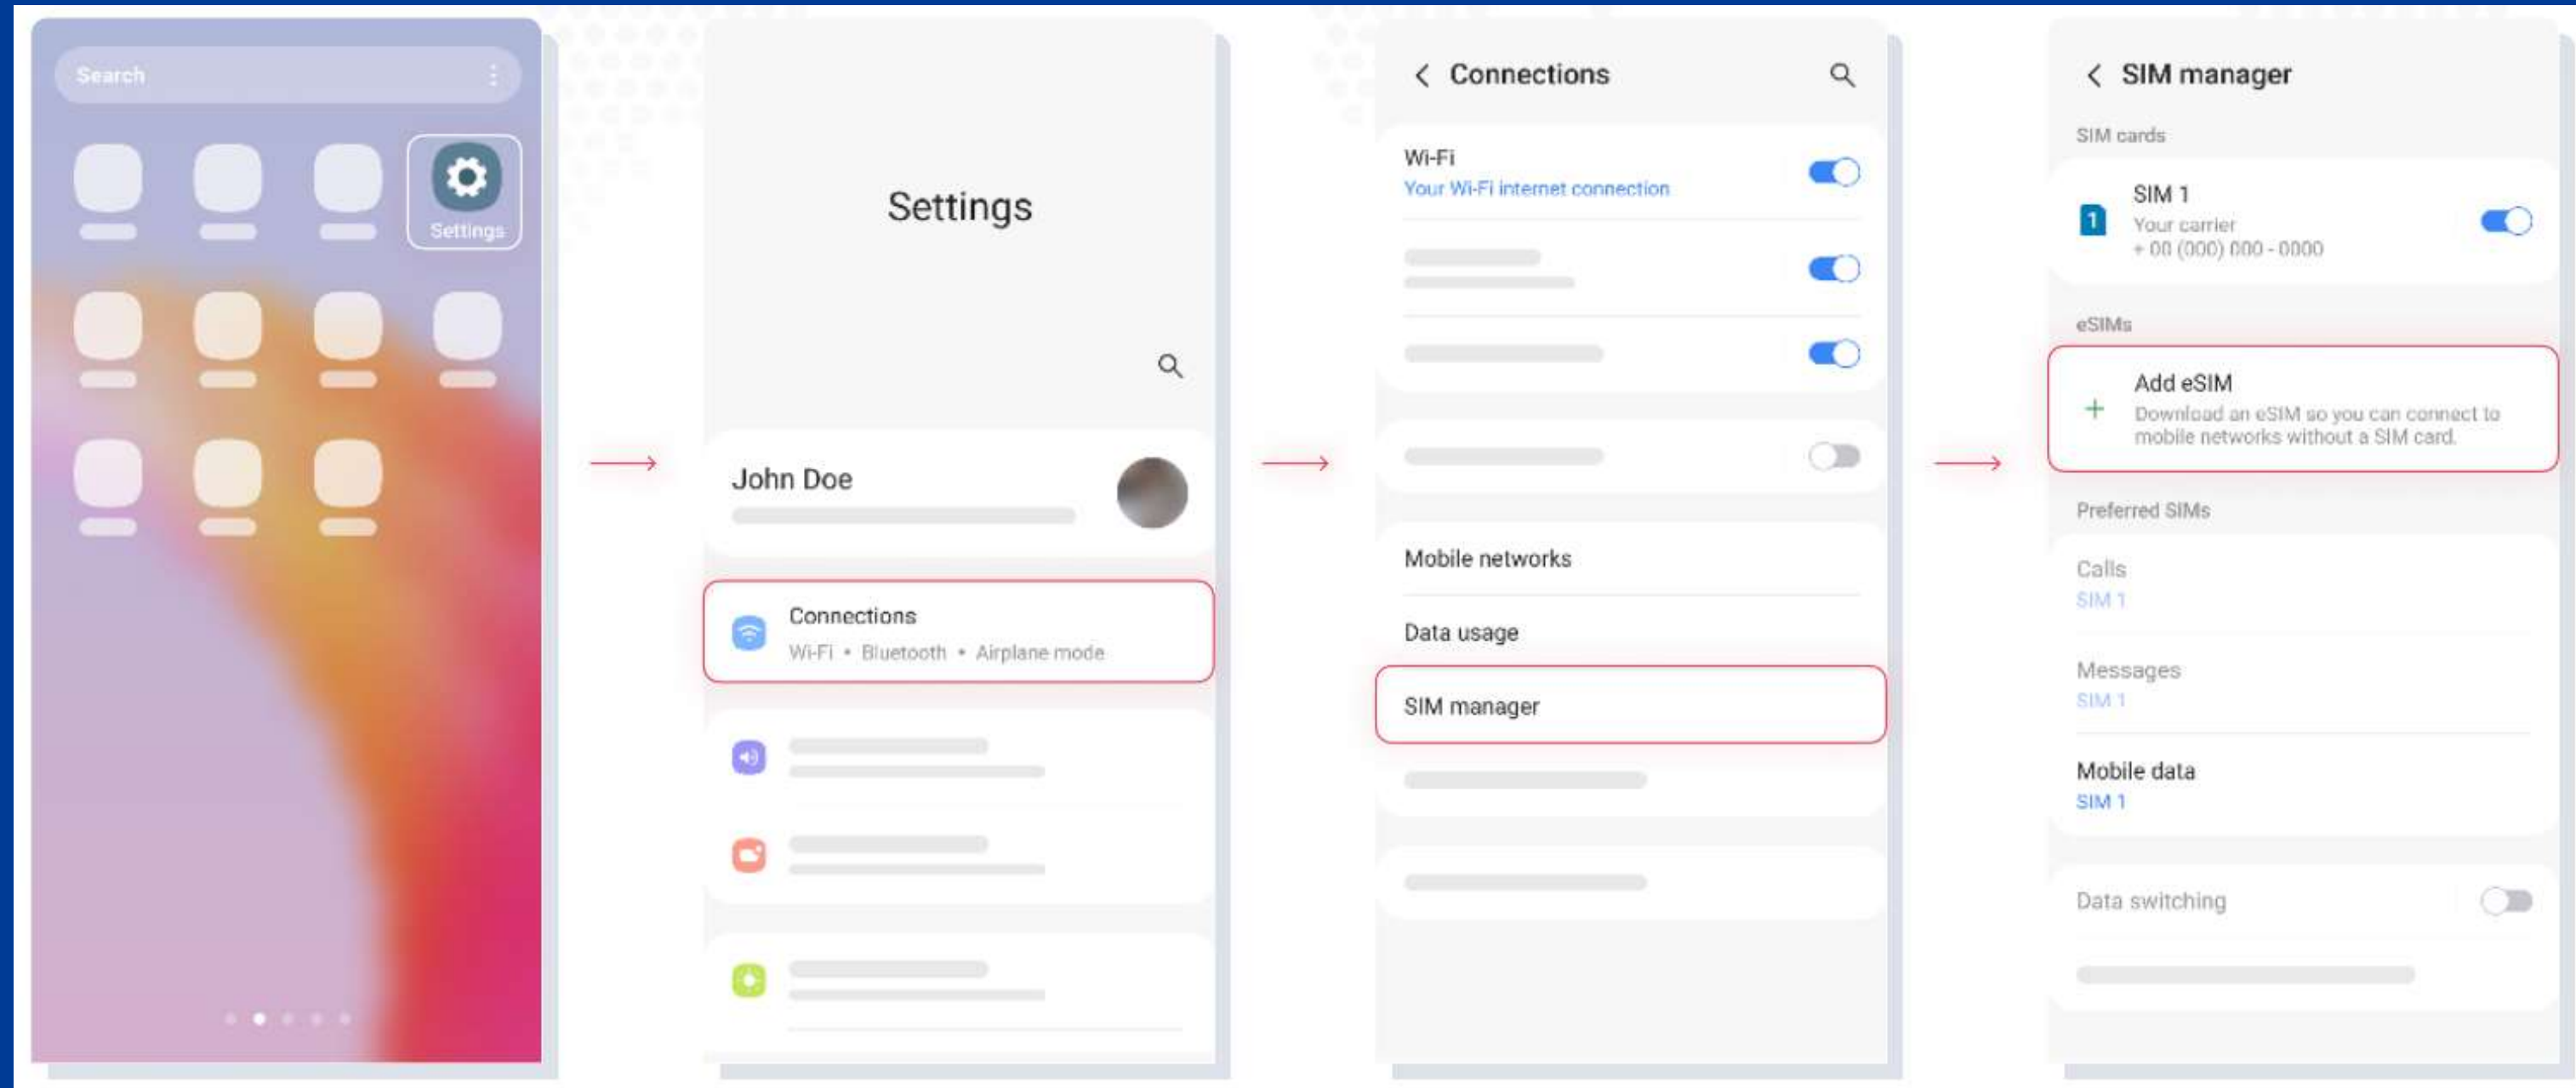 Search
Settings
Settings
John Doe
Connections
Wi-Fi • Bluetooth • Airplane mode
Connections
Wi-Fi
Your Wi-Fi internet connection
Mobile networks
Data usage
SIM manager
SIM manager
SIM cards
1
SIM 1
Your carrier
+ 00 (000) 000 - 0000
eSIMs
Add eSIM
Download an eSIM so you can connect to
mobile networks without a SIM card.
Preferred SIMs
Calls
SIM 1
Messages
SIM 1
Mobile data
SIM 1
Data switching